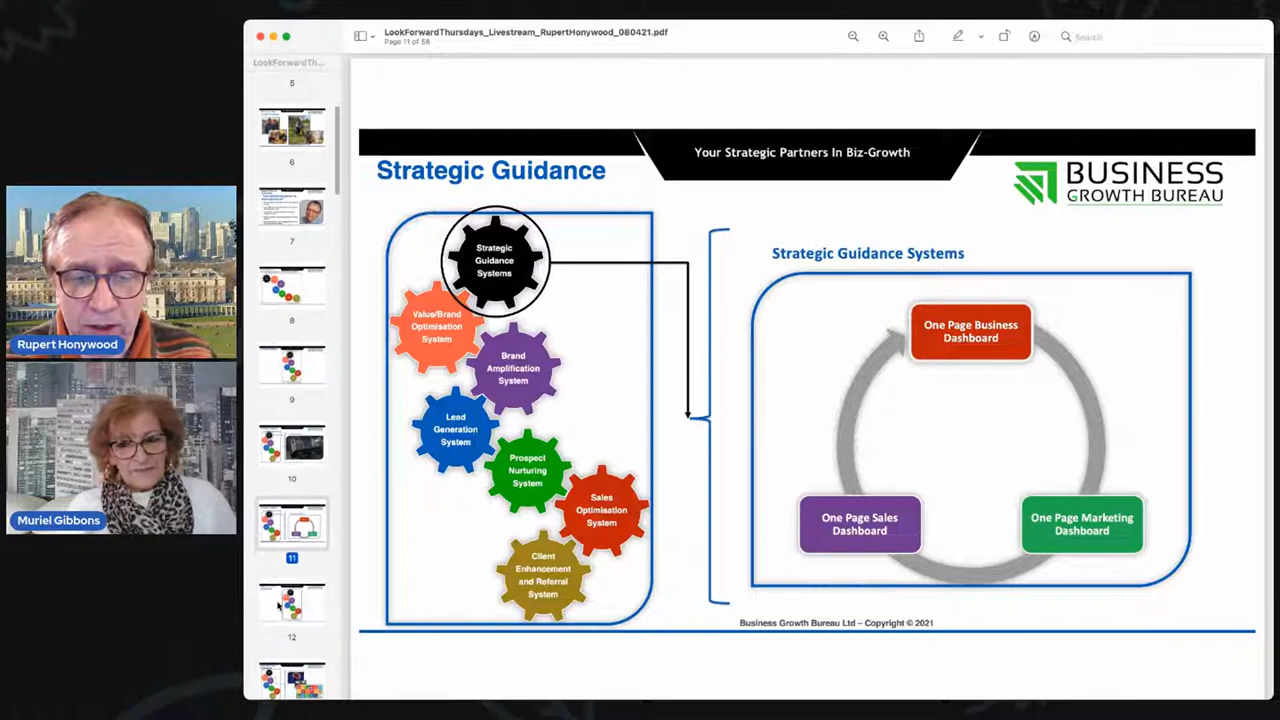 LookForwardThursdays_Livestream_RupertHonywood_080421.pdf
Page 11 of 58
Search
LookForwardTh...
5
6
7
8
9
10
11
12
Your Strategic Partners In Biz-Growth
Strategic Guidance
BUSINESS
GROWTH BUREAU
Strategic
Guidance
Systems
Value/Brand
Optimisation
System
Brand
Amplification
System
Lead
Generation
System
Prospect
Nurturing
System
Sales
Optimisation
System
Client
Enhancement
and Referral
System
Strategic Guidance Systems
One Page Business
Dashboard
One Page Sales
Dashboard
One Page Marketing
Dashboard
Business Growth Bureau Ltd – Copyright © 2021
Rupert Honywood
Muriel Gibbons